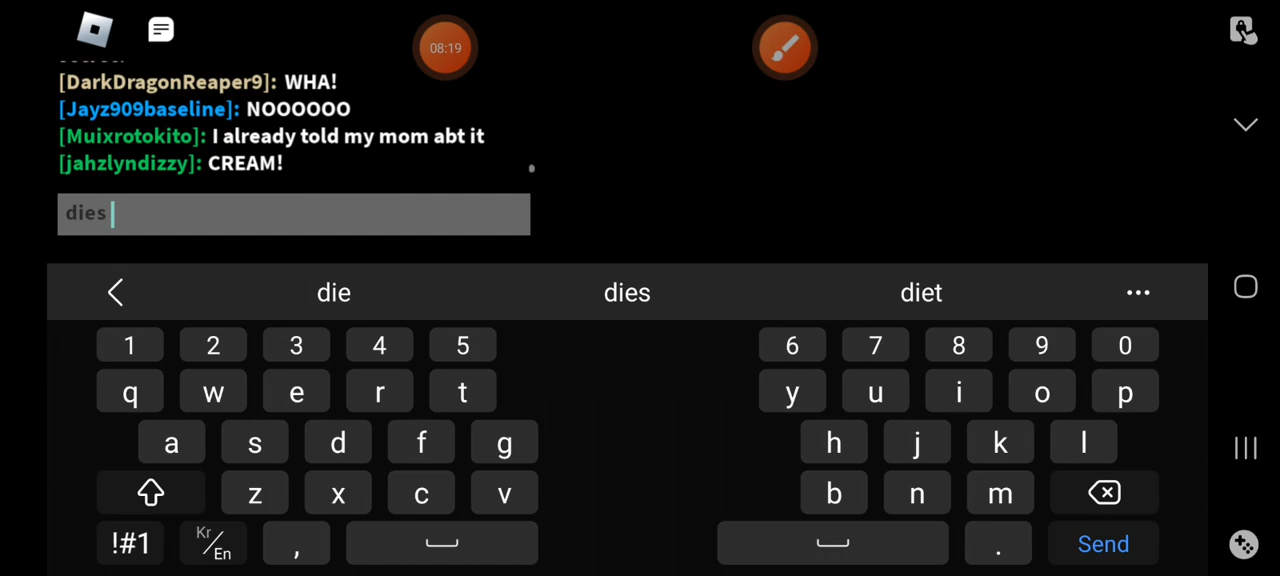 08:19
[DarkDragonReaper9]: WHA!
[Jayz909baseline]: NOOOOOO
[Muixrotokito]: I already told my mom abt it
[jahzlyndizzy]: CREAM!
dies
die dies diet
1 2 3 4 5 6 7 8 9 0
q w e r t y u i o p
a s d f g h j k l
z x c v b n m
!#1 Kr/En , . Send